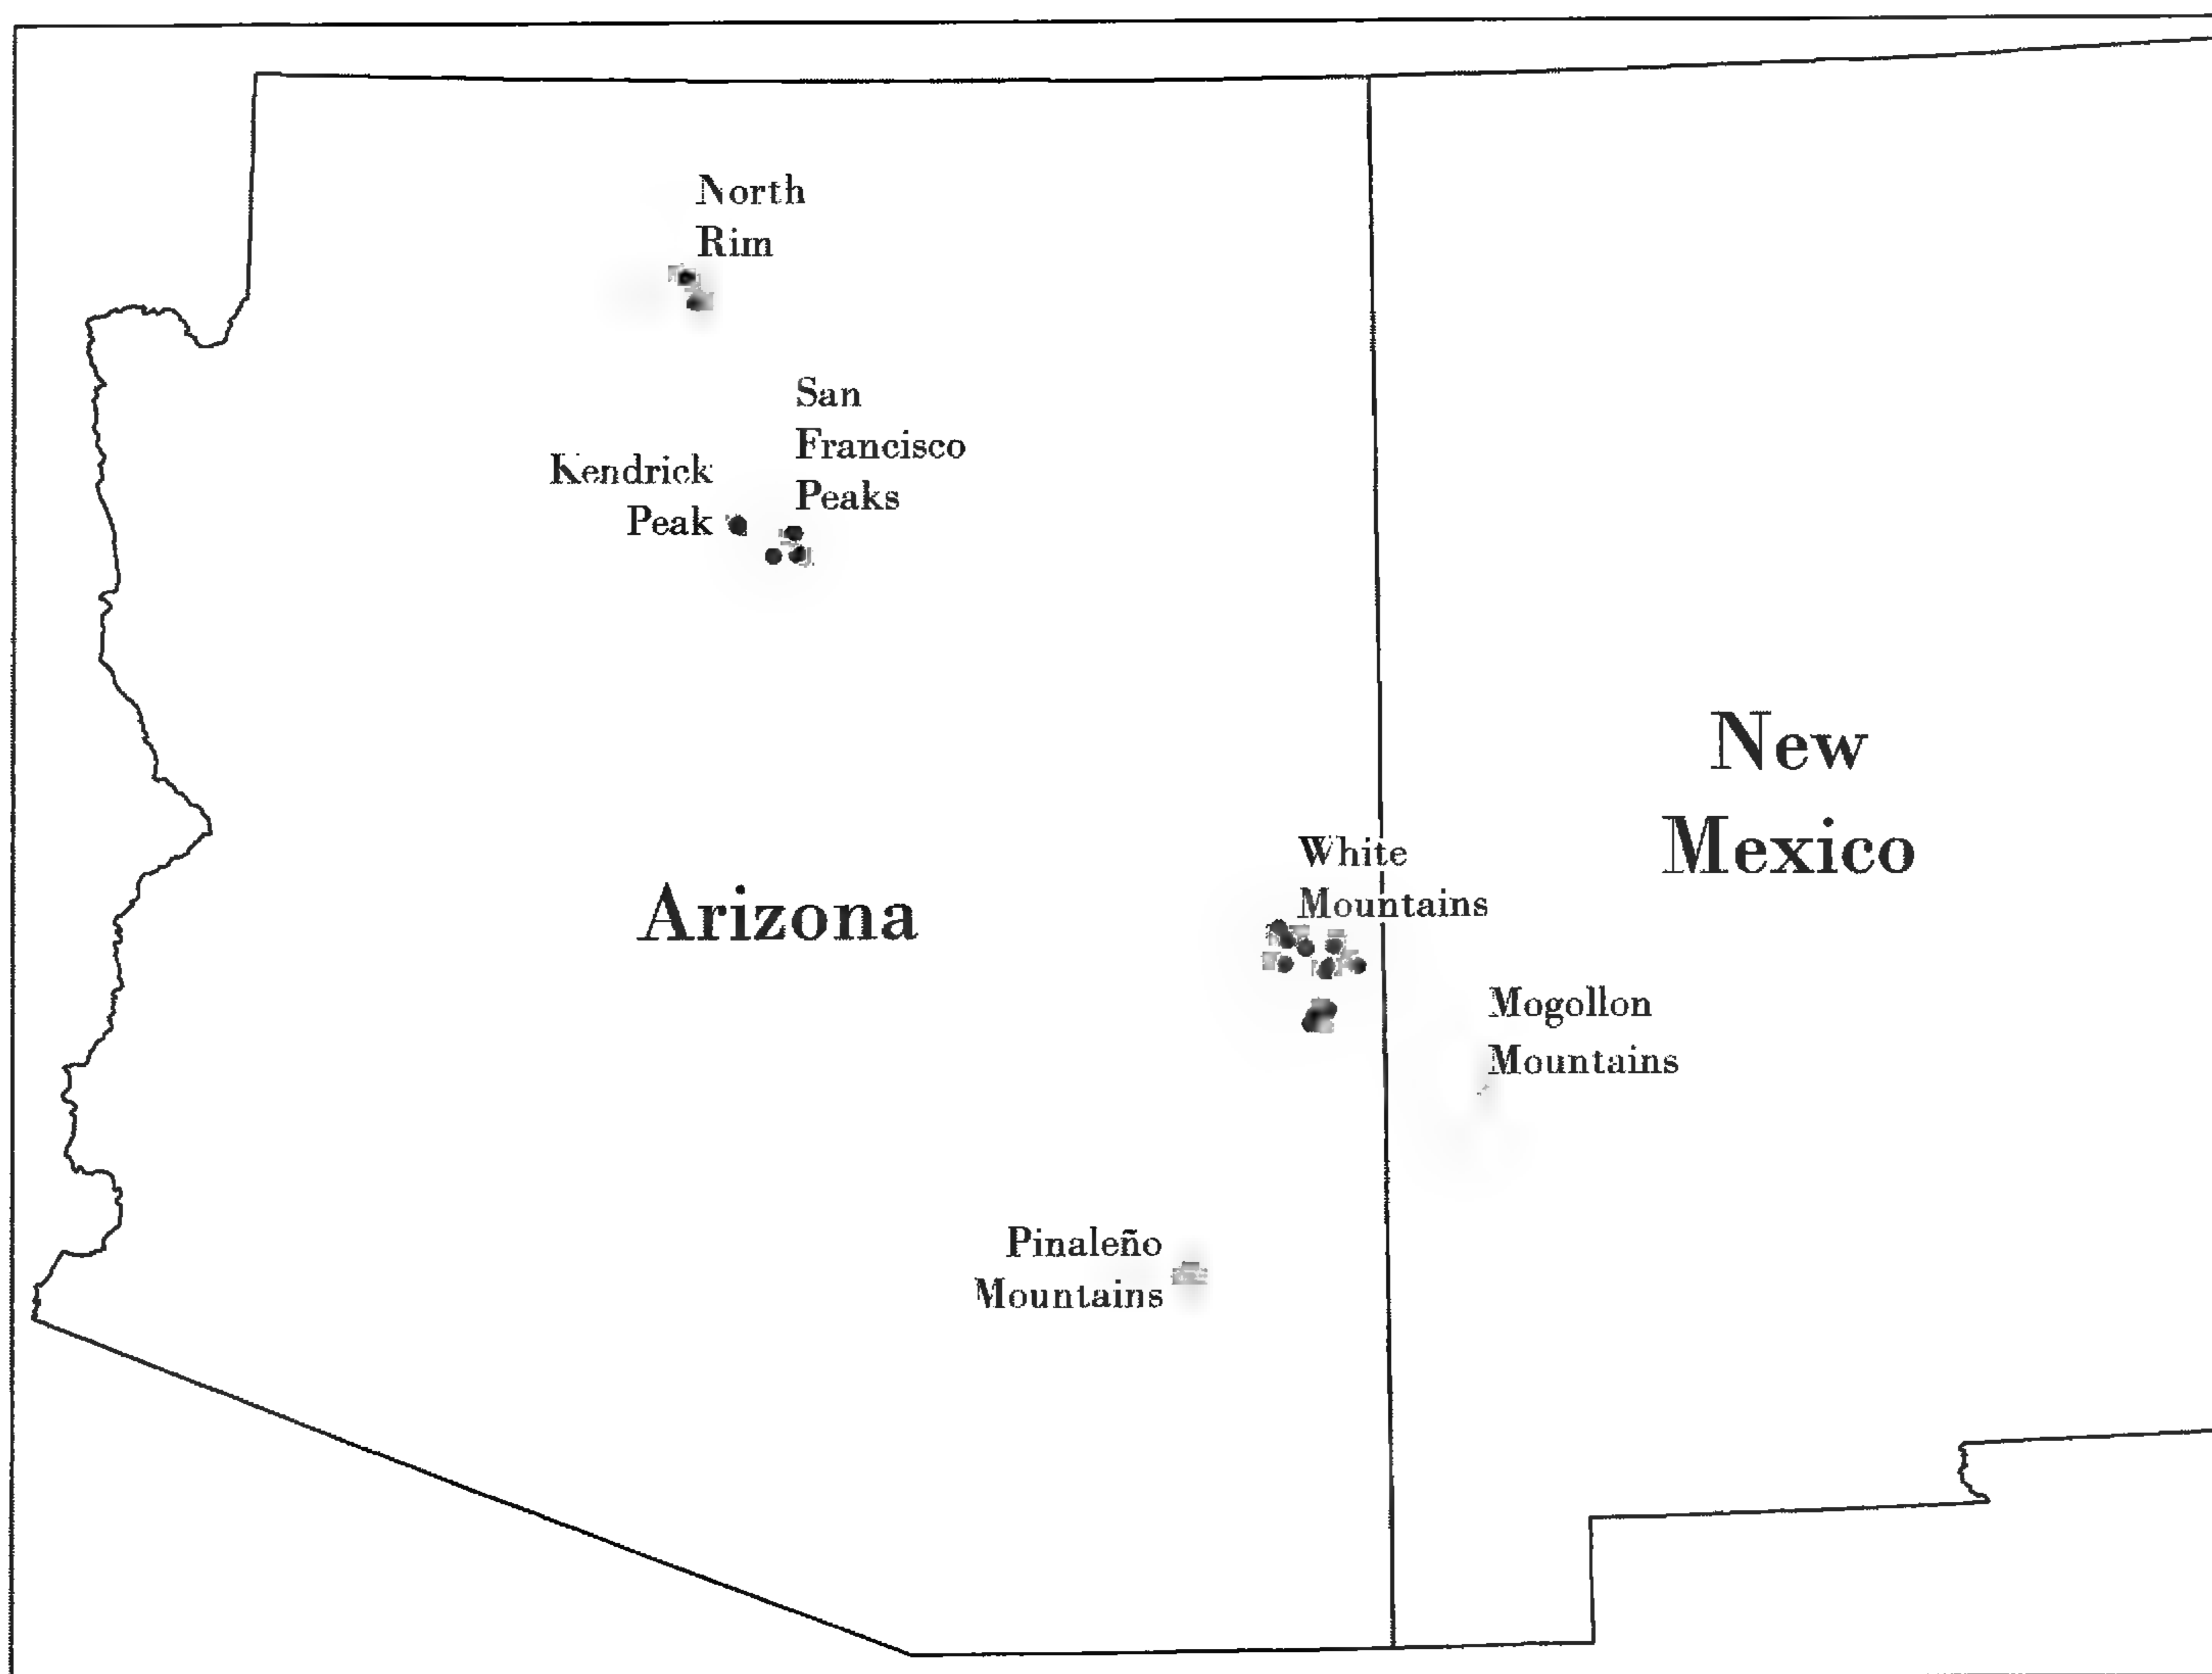 North
Rim
San
Francisco
Peaks
Kendrick
Peak
New
Mexico
White
Mountains
Arizona
Mogollon
Mountains
Pinaleño
Mountains